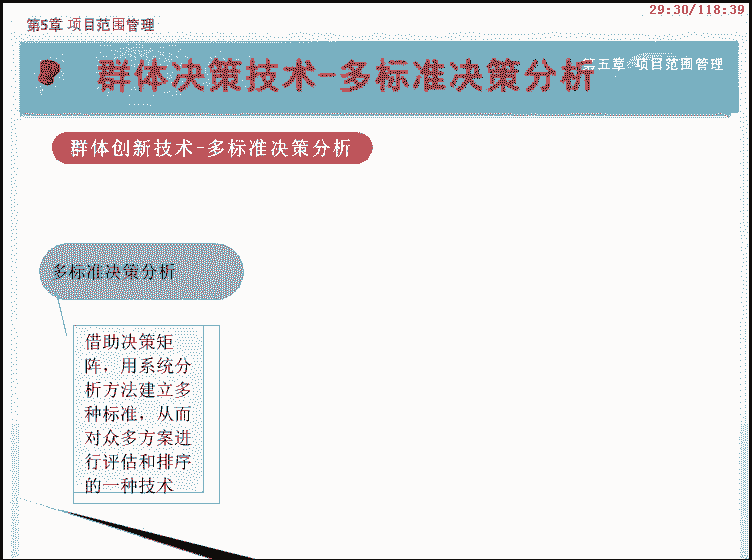 29:30/118:39
第5章 项目范围管理
群体决策技术-多标准决策分析
第五章 项目范围管理
群体创新技术-多标准决策分析
多标准决策分析
借助决策矩
阵，用系统分
析方法建立多
种标准，从而
对众多方案进
行评估和排序
的一种技术